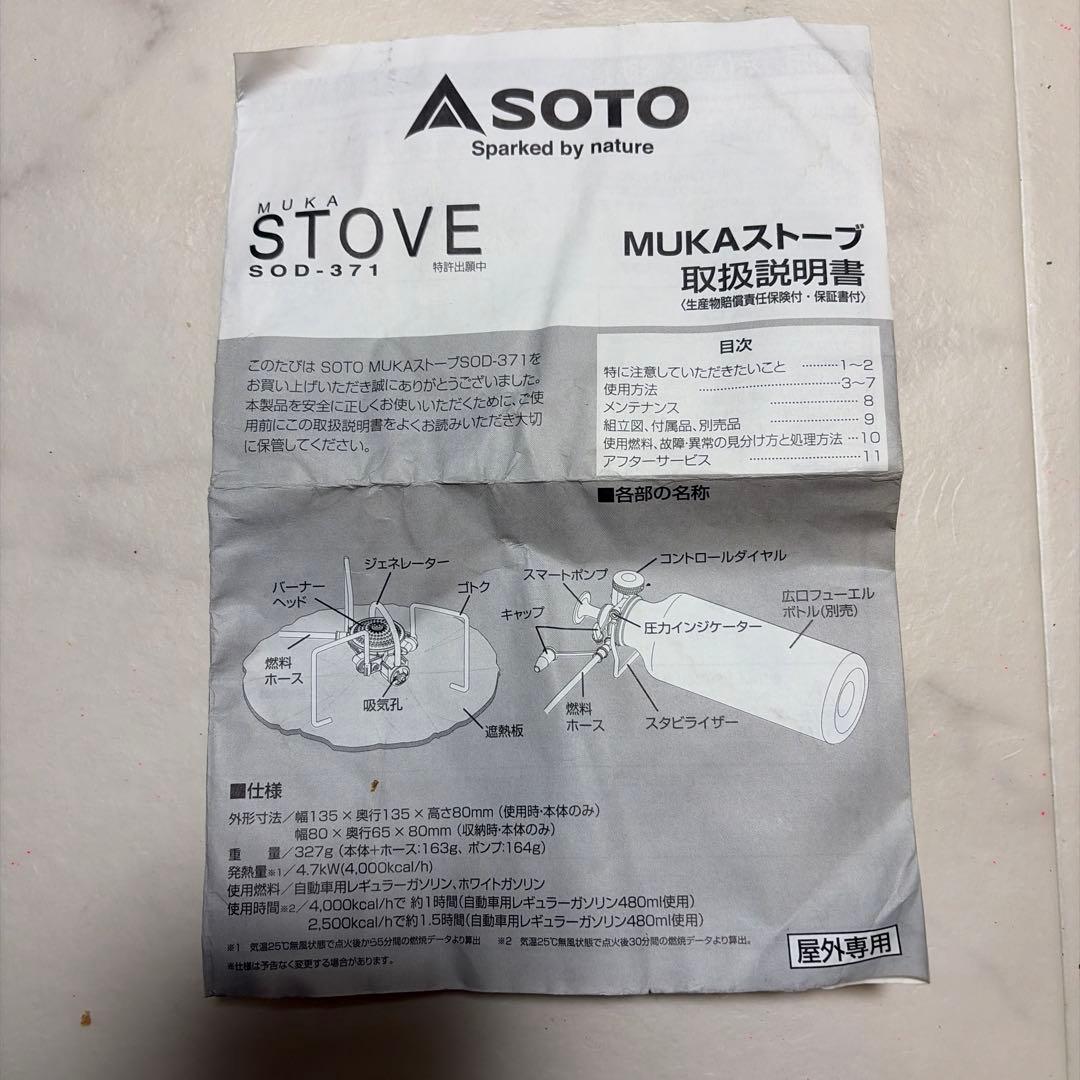 SOTO
Sparked by nature
MUKA
STOVE
SOD-371
特許出願中
MUKAストーブ
取扱説明書
〈生産物賠償責任保険付・保証書付〉
このたびは SOTO MUKAストーブSOD-371を
お買い上げいただき誠にありがとうございました。
本製品を安全に正しくお使いいただくために、ご使
用前にこの取扱説明書をよくお読みいただき大切
に保管してください。
目次
特に注意していただきたいこと ………1〜2
使用方法 ………………………………3〜7
メンテナンス …………………… 8
組立図、付属品、別売品 …………………… 9
使用燃料、故障・異常の見分け方と処理方法 …10
アフターサービス …………………………11
■各部の名称
ジェネレーター
バーナー
ヘッド
ゴトク
燃料
ホース
吸気孔
遮熱板
コントロールダイヤル
スマートポンプ
キャップ
圧力インジケーター
広口フューエル
ボトル(別売)
燃料
ホース
スタビライザー
■仕様
外形寸法／幅135×奥行135×高さ80mm（使用時・本体のみ）
幅80×奥行65×80mm（収納時・本体のみ）
重　　量／327g（本体+ホース:163g、ポンプ:164g）
発熱量※1／4.7kW(4,000kcal/h)
使用燃料／自動車用レギュラーガソリン、ホワイトガソリン
使用時間※2／4,000kcal/hで 約1時間(自動車用レギュラーガソリン480ml使用)
2,500kcal/hで約1.5時間(自動車用レギュラーガソリン480ml使用)
※1　気温25℃無風状態で点火後から5分間の燃焼データより算出　※2　気温25℃無風状態で点火後30分間の燃焼データより算出。
※仕様は予告なく変更する場合があります。
屋外専用